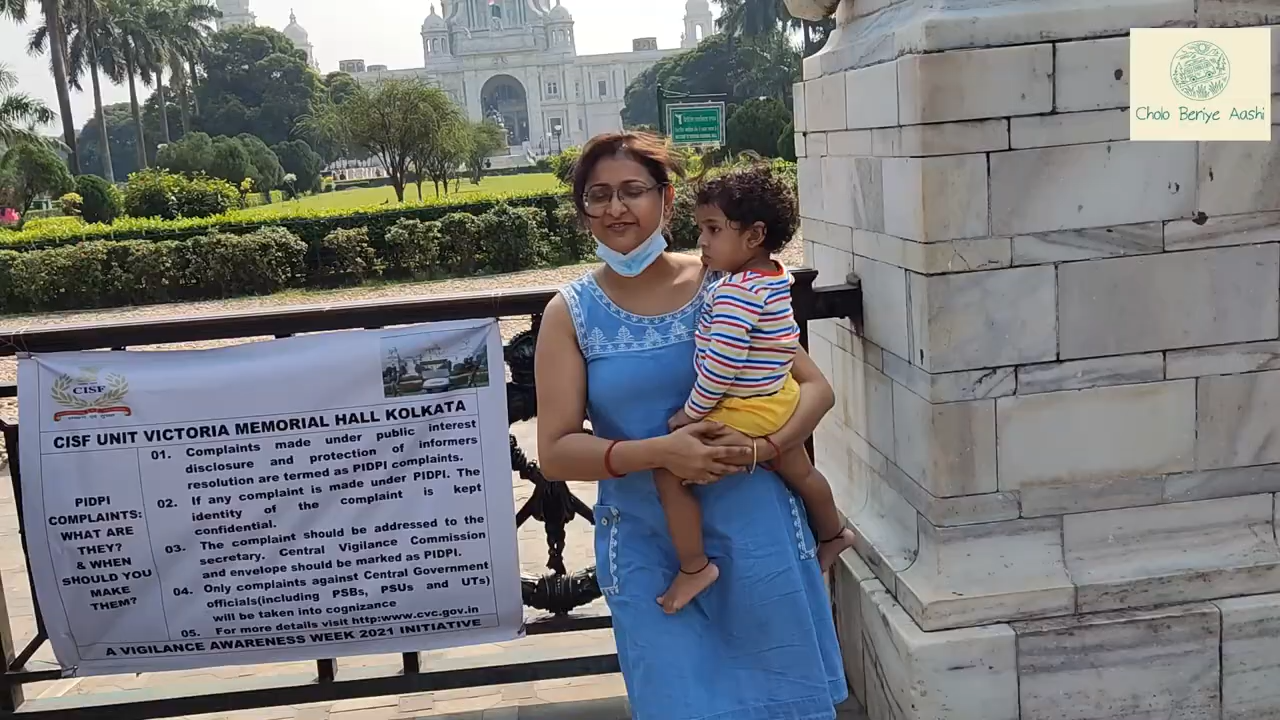 Cholo Beriye Aashi
CISF
CISF UNIT VICTORIA MEMORIAL HALL KOLKATA
PIDPI
COMPLAINTS:
WHAT ARE
THEY?
& WHEN
SHOULD YOU
MAKE
THEM?
01. Complaints made under public interest
disclosure and protection of informers
resolution are termed as PIDPI complaints.
02. If any complaint is made under PIDPI. The
identity of the complaint is kept
confidential.
03. The complaint should be addressed to the
secretary. Central Vigilance Commission
and envelope should be marked as PIDPI.
04. Only complaints against Central Government
officials(including PSBs, PSUs and UTs)
will be taken into cognizance
05. For more details visit http:www.cvc.gov.in
A VIGILANCE AWARENESS WEEK 2021 INITIATIVE